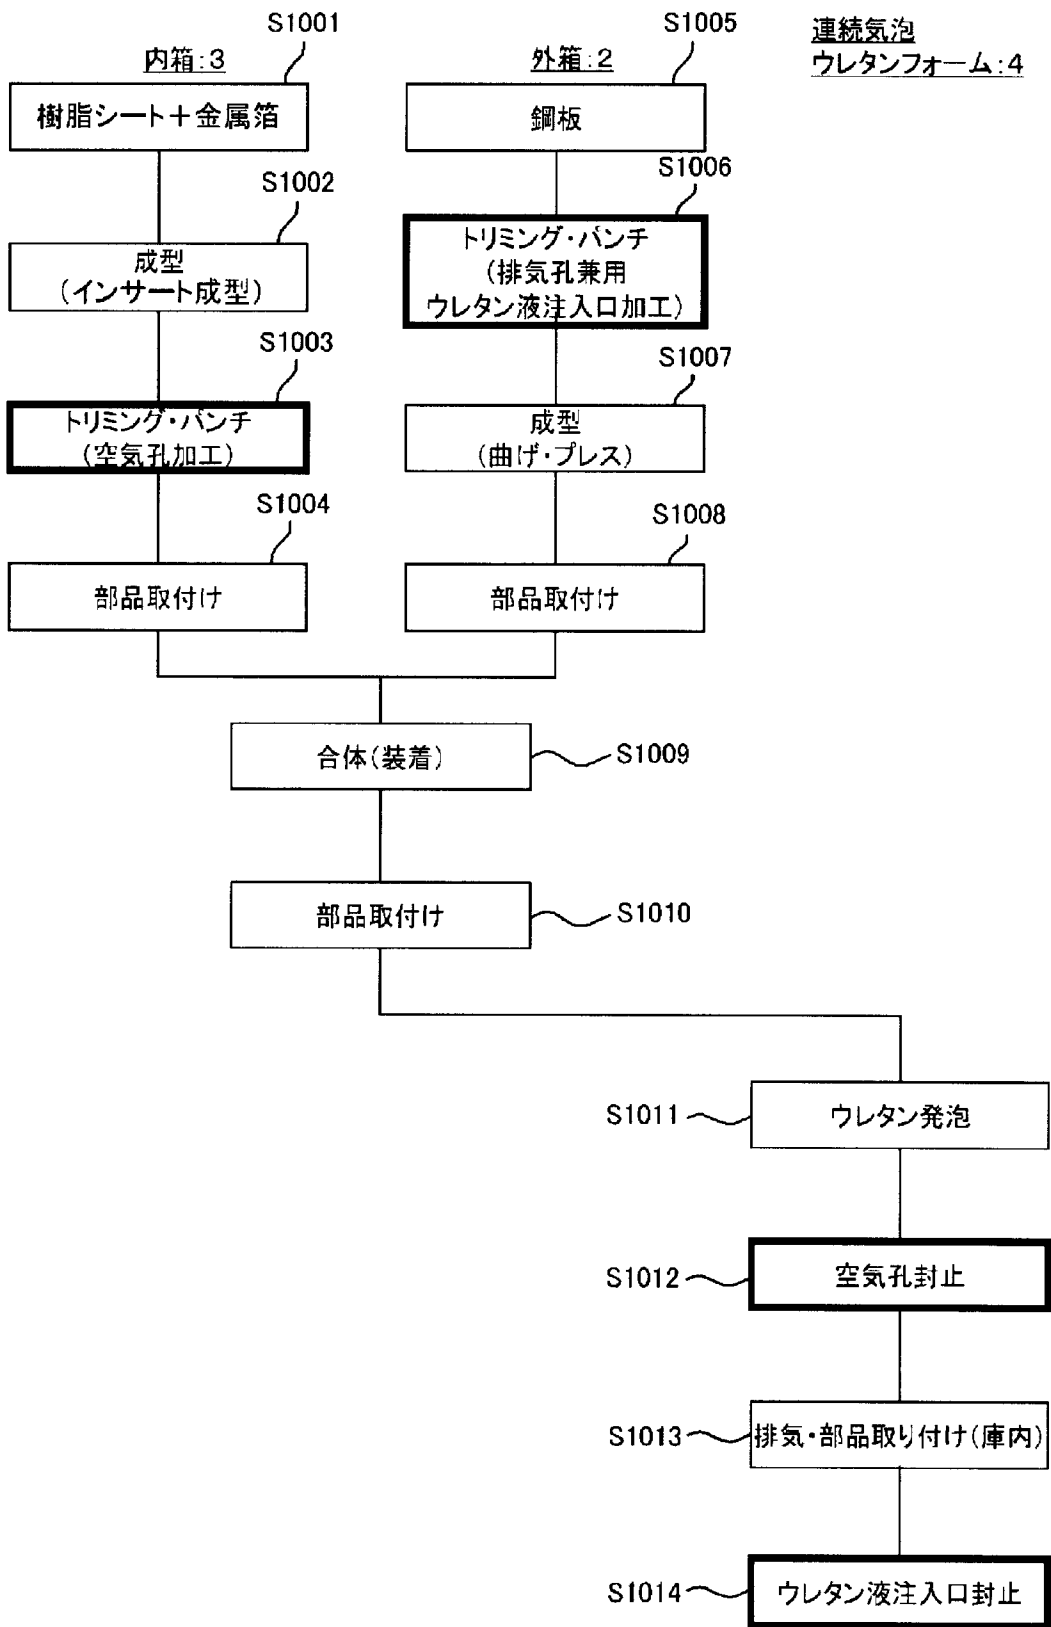 S1001
内箱:3
樹脂シート+金属箔
S1002
成型
(インサート成型)
S1003
トリミング・パンチ
(空気孔加工)
S1004
部品取付け
S1005
外箱:2
鋼板
S1006
トリミング・パンチ
(排気孔兼用
ウレタン液注入口加工)
S1007
成型
(曲げ・プレス)
S1008
部品取付け
連続気泡
ウレタンフォーム:4
合体(装着)
S1009
部品取付け
S1010
S1011
ウレタン発泡
S1012
空気孔封止
S1013
排気・部品取り付け(庫内)
S1014
ウレタン液注入口封止